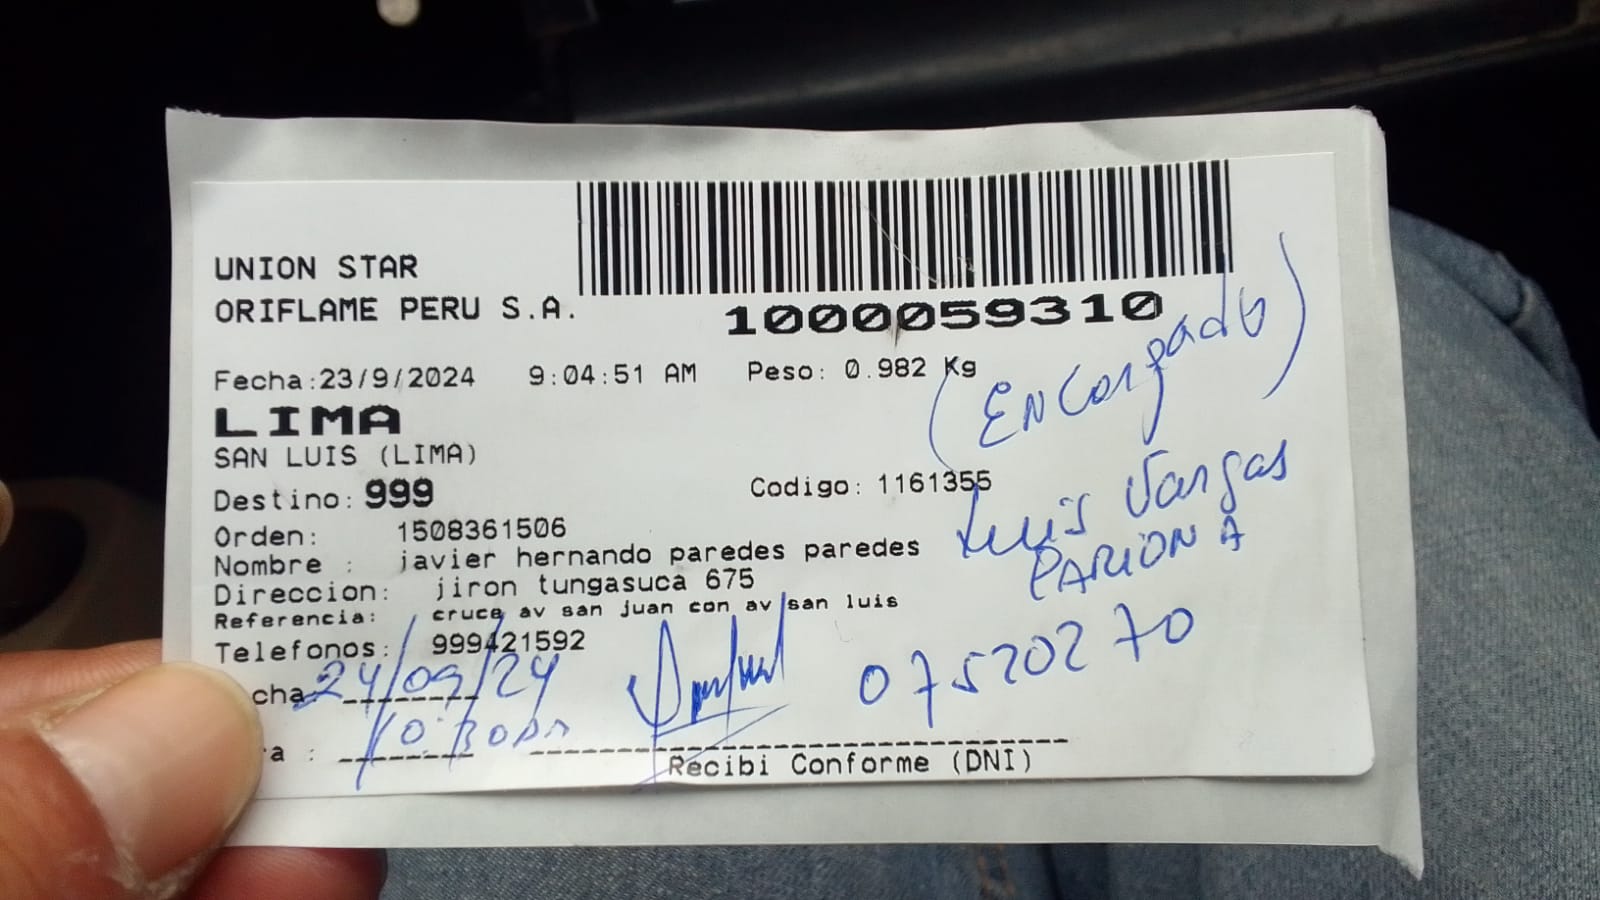 UNION STAR
ORIFLAME PERU S.A.
1000059310
Fecha:23/9/2024 9:04:51 AM Peso: 0.982 Kg
(ENCargado)
LIMA
SAN LUIS (LIMA)
Destino: 999 Codigo: 1161355
Luis Vargas
PARIONA
Orden: 1508361506
Nombre : javier hernando paredes paredes
Direccion: jiron tungasuca 675
Referencia: cruce av san juan con av san luis
Telefonos: 999421592
07520270
cha 24/09/24
a :
Recibi Conforme (DNI)